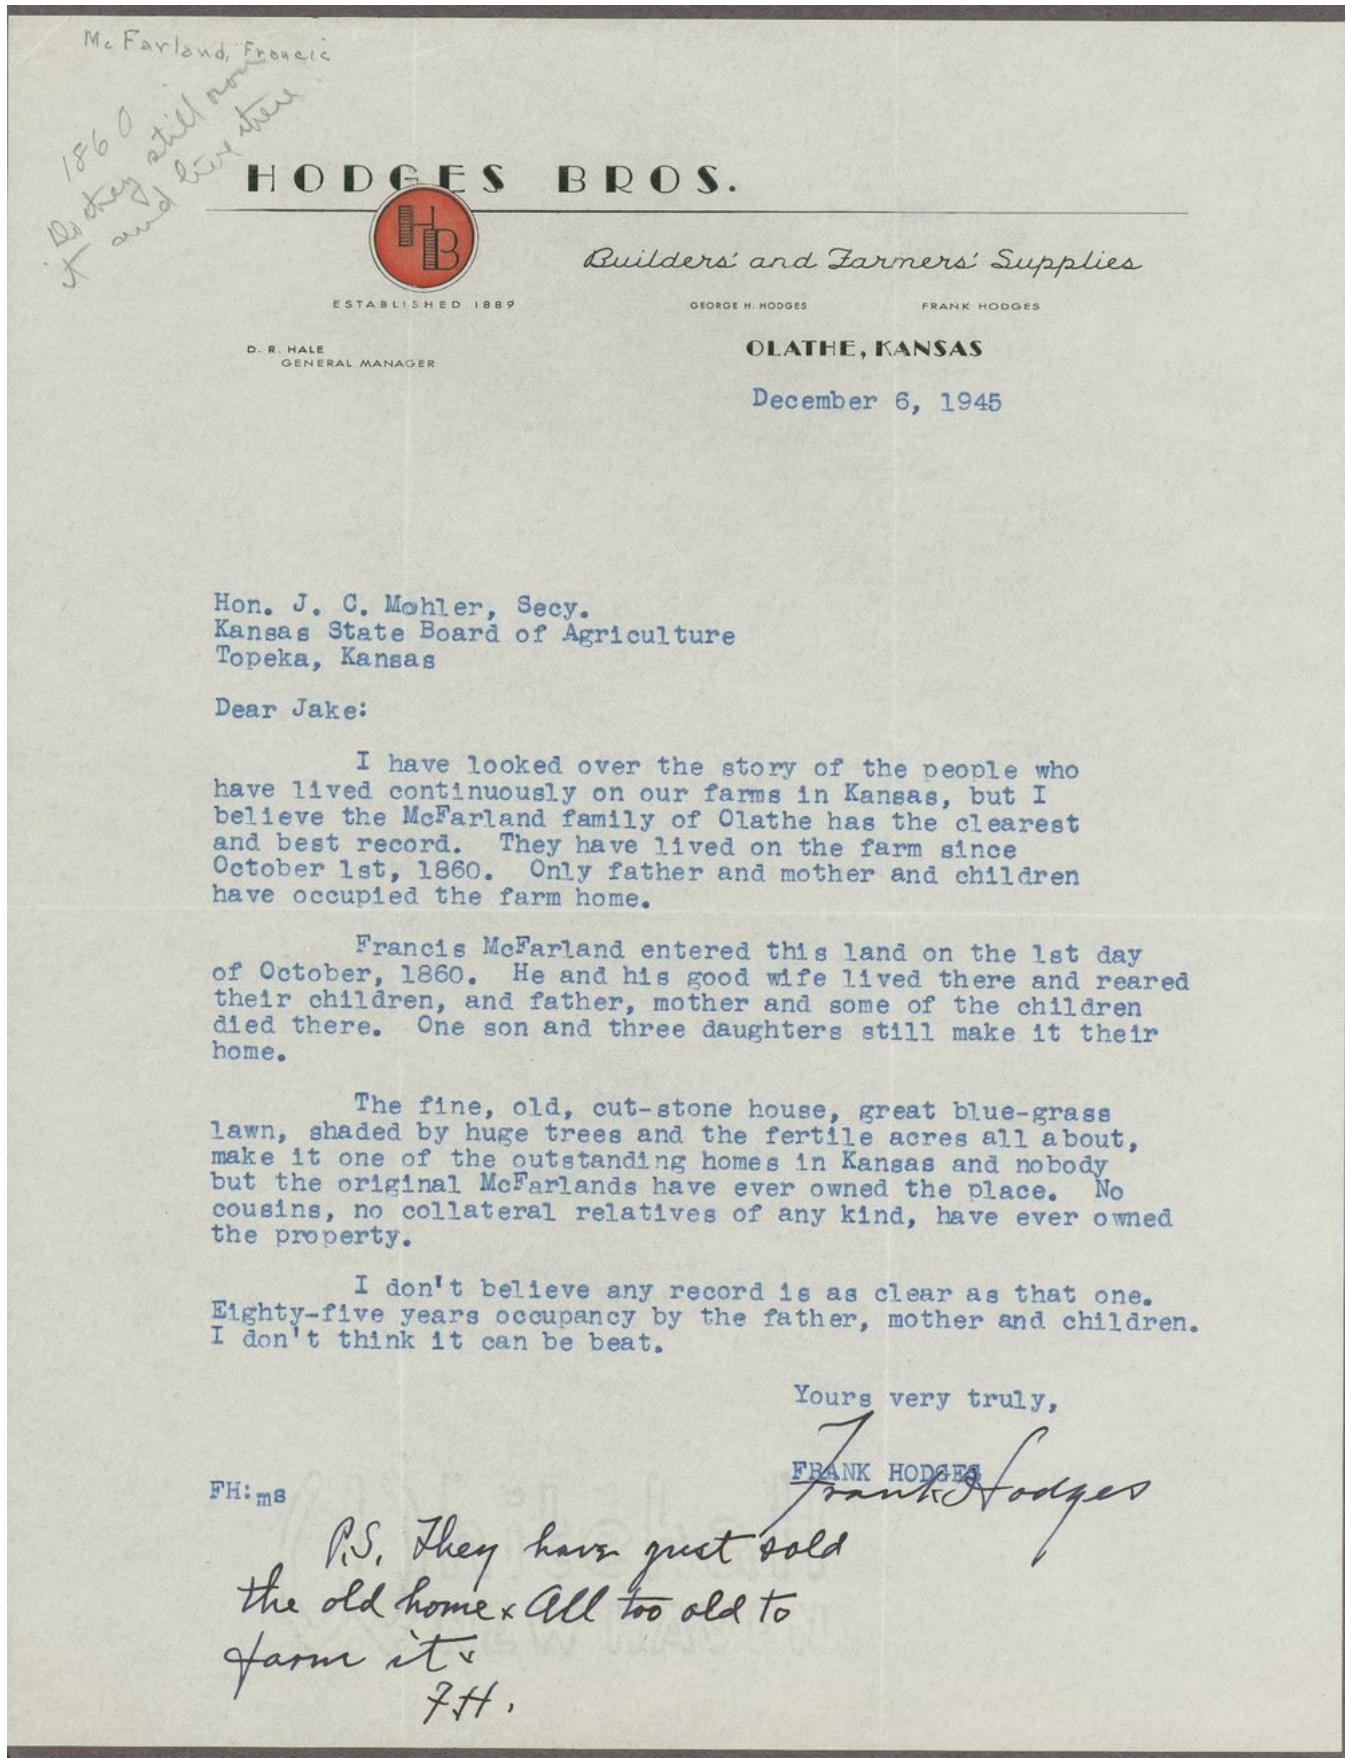 McFarland, Francis
1860
Do they still own
it and live there
HODGES BROS.
HB
Builders' and Farmers' Supplies
ESTABLISHED 1889
GEORGE H. HODGES FRANK HODGES
D. R. HALE
GENERAL MANAGER
OLATHE, KANSAS
December 6, 1945
Hon. J. C. Mohler, Secy.
Kansas State Board of Agriculture
Topeka, Kansas
Dear Jake:
I have looked over the story of the people who
have lived continuously on our farms in Kansas, but I
believe the McFarland family of Olathe has the clearest
and best record. They have lived on the farm since
October 1st, 1860. Only father and mother and children
have occupied the farm home.
Francis McFarland entered this land on the 1st day
of October, 1860. He and his good wife lived there and reared
their children, and father, mother and some of the children
died there. One son and three daughters still make it their
home.
The fine, old, cut-stone house, great blue-grass
lawn, shaded by huge trees and the fertile acres all about,
make it one of the outstanding homes in Kansas and nobody
but the original McFarlands have ever owned the place. No
cousins, no collateral relatives of any kind, have ever owned
the property.
I don't believe any record is as clear as that one.
Eighty-five years occupancy by the father, mother and children.
I don't think it can be beat.
Yours very truly,
FRANK HODGES
Frank Hodges
FH:ms
P.S. They have just sold
the old home x All too old to
farm it x
F.H.